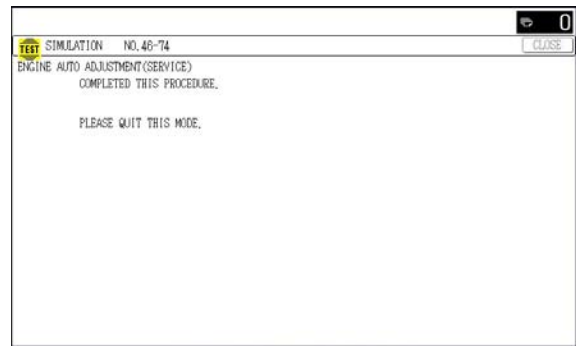 0
TEST SIMULATION NO. 46-74 CLOSE
ENGINE AUTO ADJUSTMENT(SERVICE)
COMPLETED THIS PROCEDURE.
PLEASE QUIT THIS MODE.